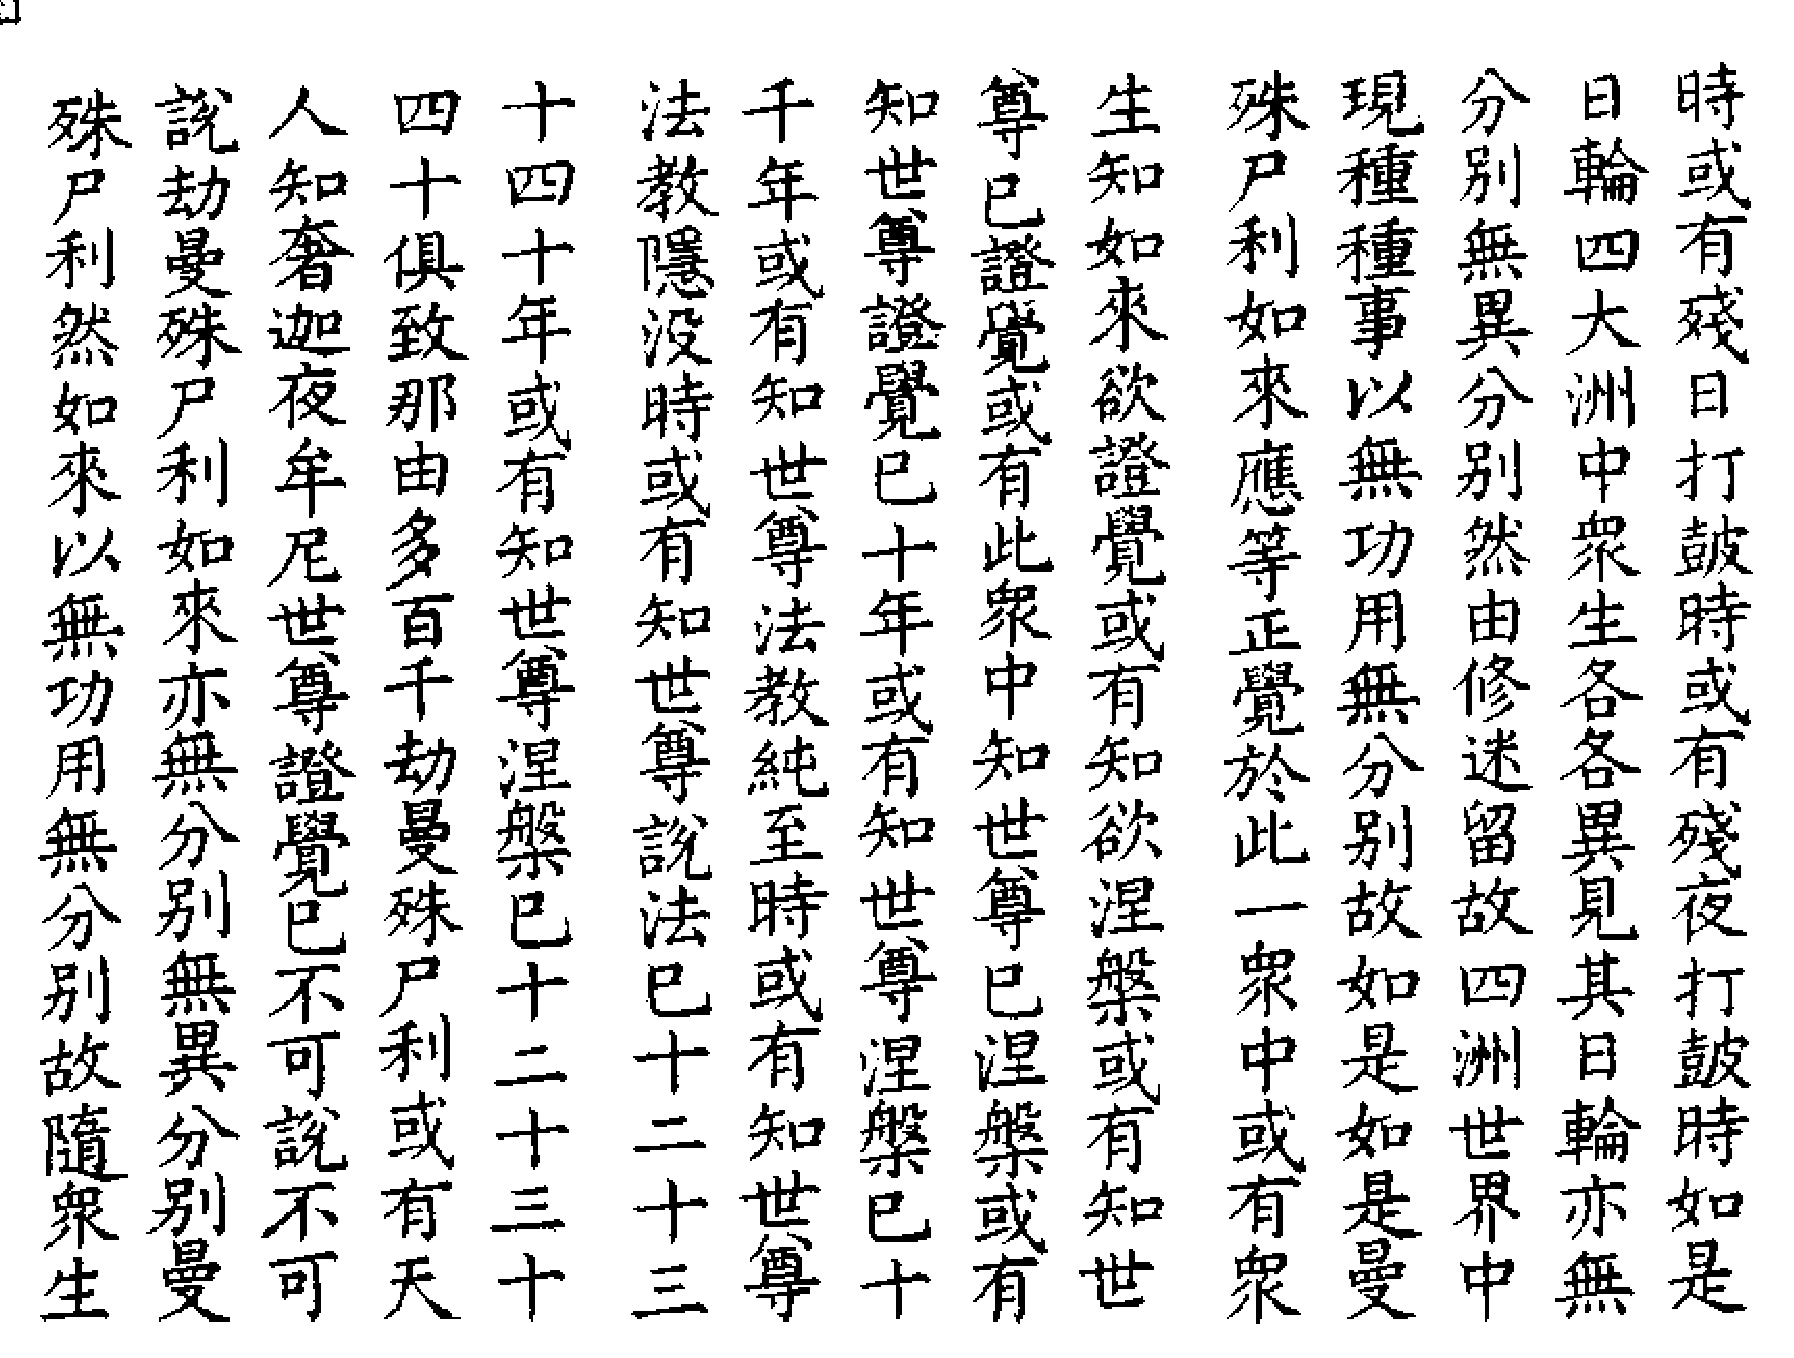 時或有殘日打鼓時或有殘夜打鼓時如是
日輪四大洲中衆生各各異見其日輪亦無
分别無異分别然由修迷留故四洲世界中
現種種事以無功用無分别故如是如是曼
殊尸利如來應等正覺於此一衆中或有衆
生知如來欲證覺或有知欲涅槃或有知世
尊已證覺或有此衆中知世尊已涅槃或有
知世尊證覺已十年或有知世尊涅槃已十
千年或有知世尊法教純至時或有知世尊
法教隱没時或有知世尊說法已十二十三
十四十年或有知世尊涅槃已十二十三十
四十俱致那由多百千劫曼殊尸利或有天
人知奢迦夜牟尼世尊證覺已不可說不可
說劫曼殊尸利如來亦無分别無異分别曼
殊尸利然如來以無功用無分别故隨衆生